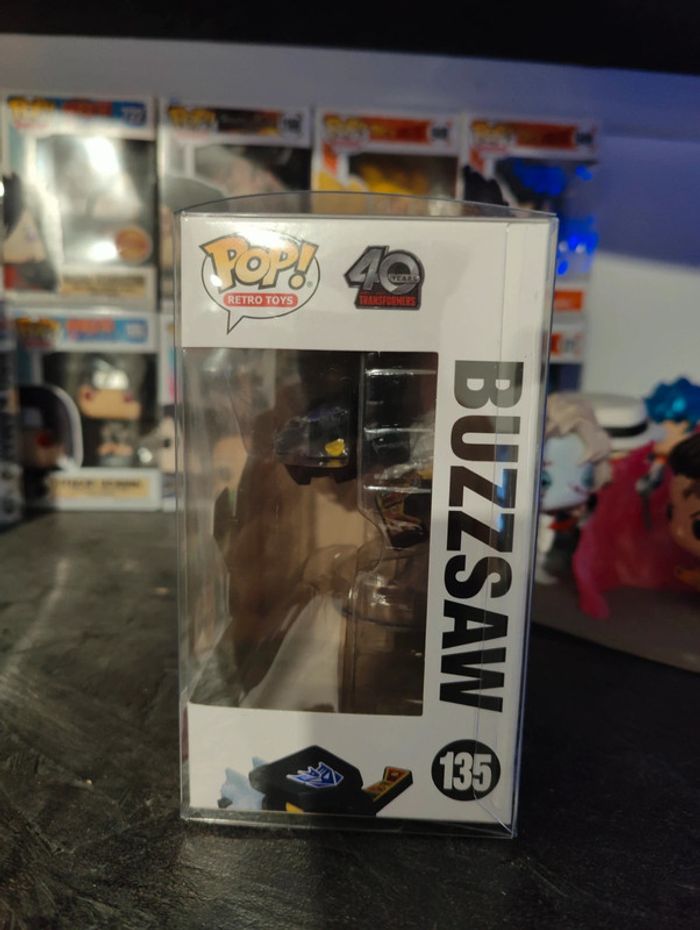 POP!
RETRO TOYS
40
YEARS
TRANSFORMERS
BUZZSAW
135